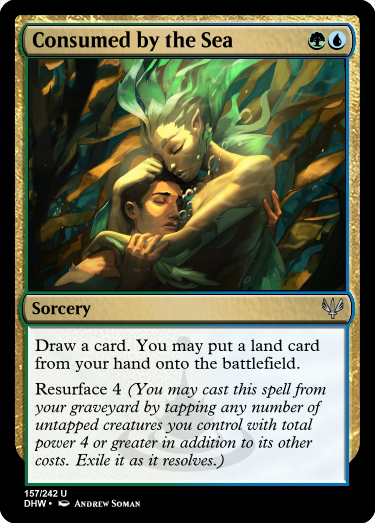 Consumed by the Sea
Sorcery
Draw a card. You may put a land card
from your hand onto the battlefield.
Resurface 4 (You may cast this spell from
your graveyard by tapping any number of
untapped creatures you control with total
power 4 or greater in addition to its other
costs. Exile it as it resolves.)
157/242 U
DHW • Andrew Soman